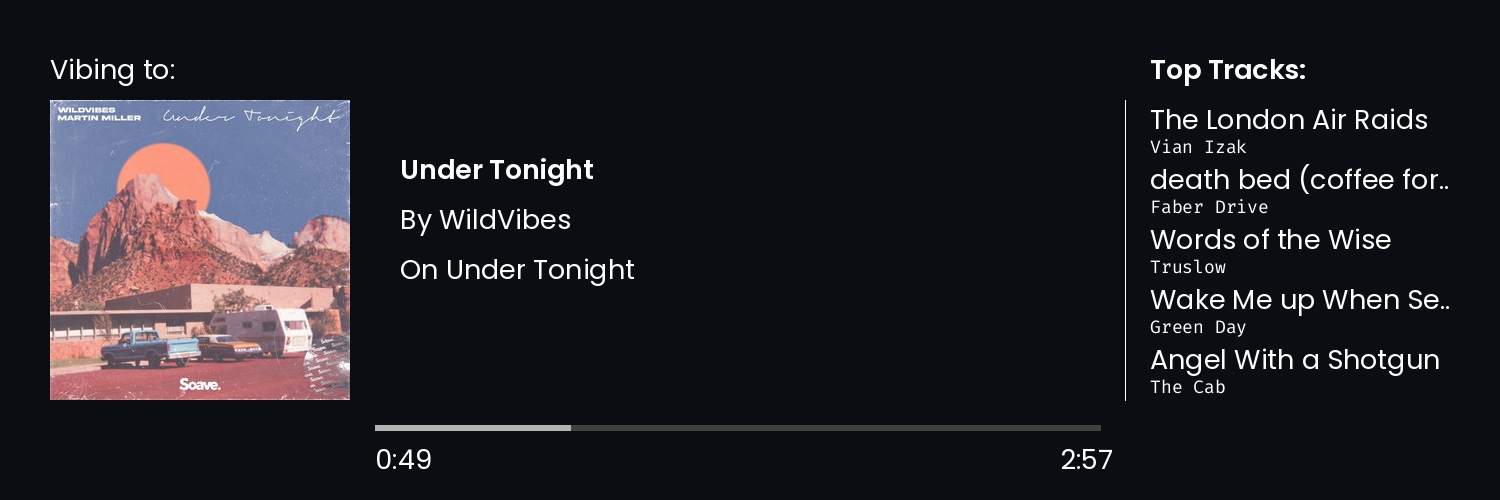 Vibing to:
WILDVIBES
MARTIN MILLER
Under Tonight
Soave.
Under Tonight
By WildVibes
On Under Tonight
0:49
2:57
Top Tracks:
The London Air Raids
Vian Izak
death bed (coffee for..
Faber Drive
Words of the Wise
Truslow
Wake Me up When Se..
Green Day
Angel With a Shotgun
The Cab